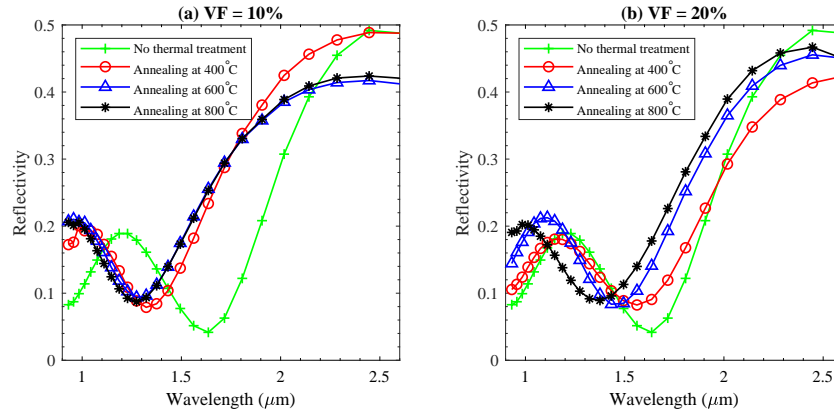 (a) VF = 10%
Reflectivity
0.5
0.4
0.3
0.2
0.1
0
No thermal treatment
Annealing at 400°C
Annealing at 600°C
Annealing at 800°C
1
1.5
2
2.5
Wavelength (μm)
(b) VF = 20%
Reflectivity
0.5
0.4
0.3
0.2
0.1
0
No thermal treatment
Annealing at 400°C
Annealing at 600°C
Annealing at 800°C
1
1.5
2
2.5
Wavelength (μm)